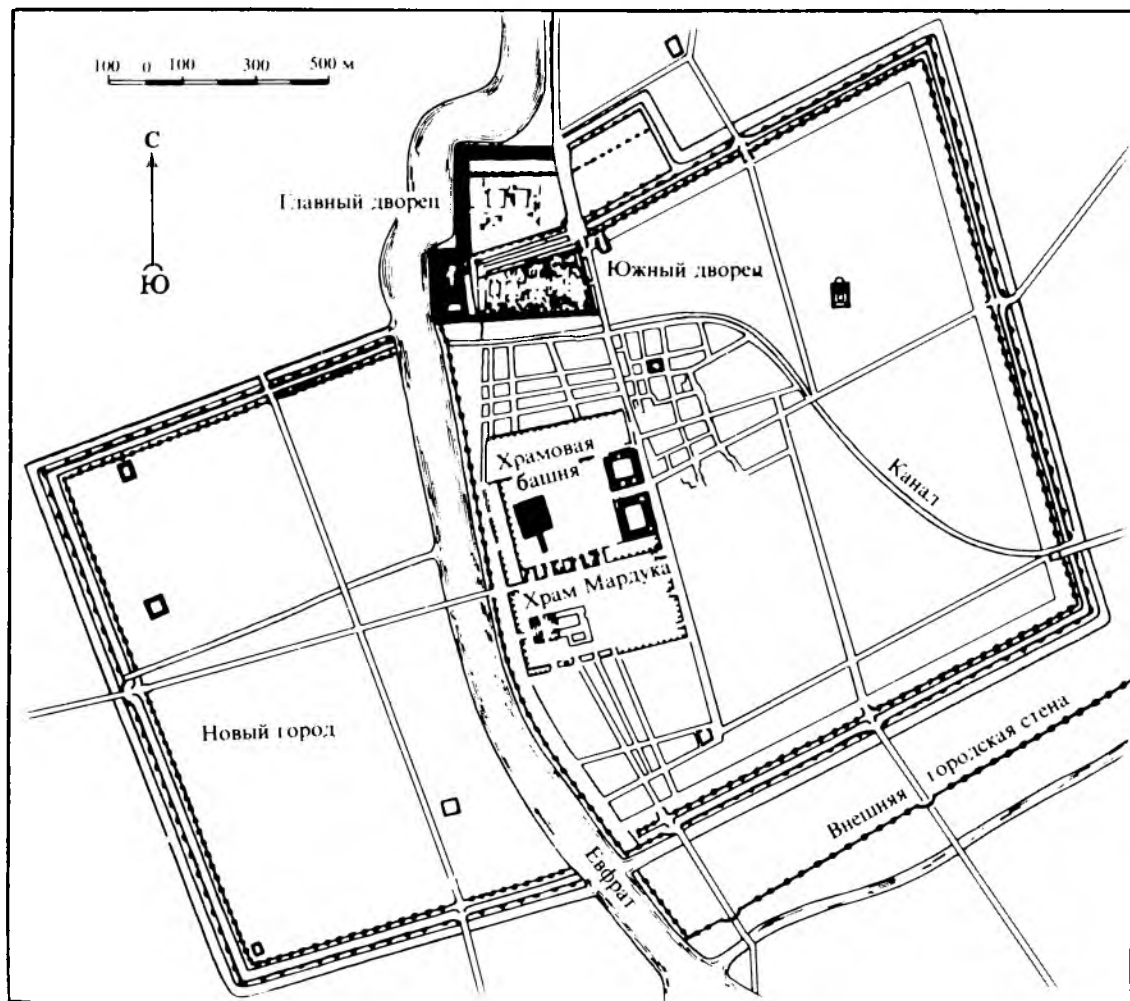 100 0 100 300 500 м
С
Ю
Главный дворец
Южный дворец
Храмовая
башня
Канал
Храм Мардука
Новый город
Евфрат
Внешняя городская стена